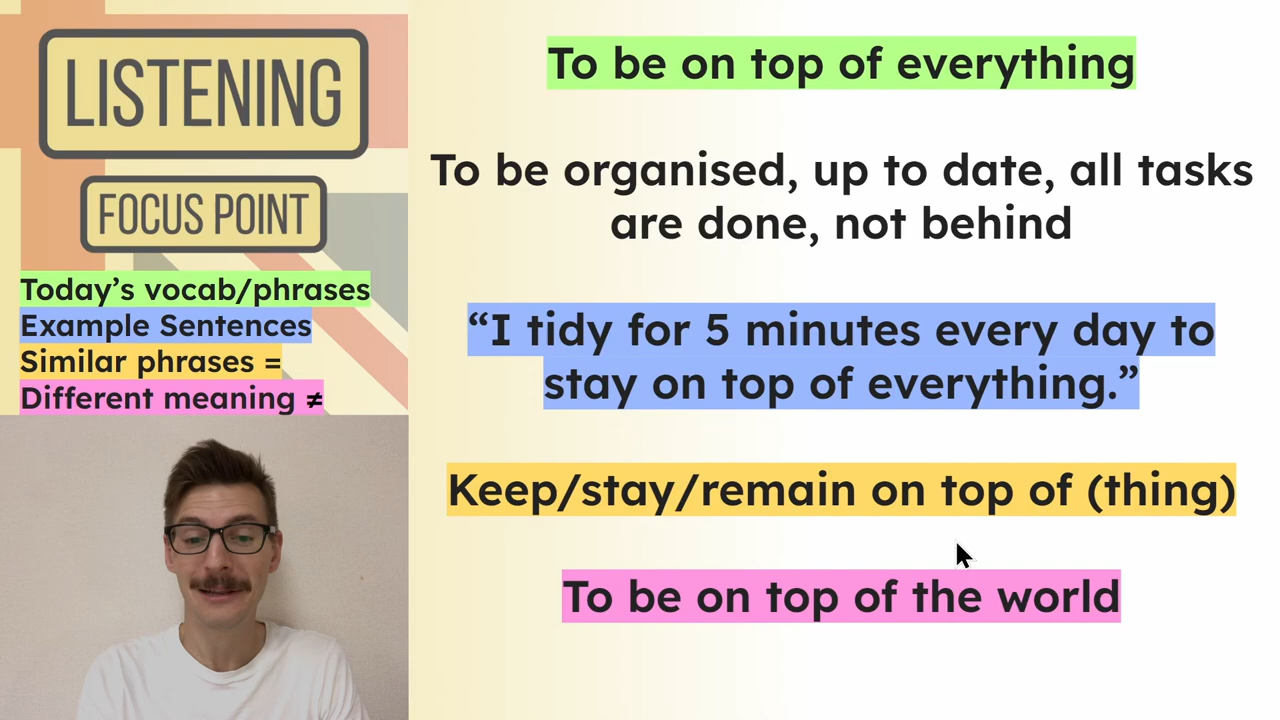 LISTENING
FOCUS POINT
Today’s vocab/phrases
Example Sentences
Similar phrases =
Different meaning ≠
To be on top of everything
To be organised, up to date, all tasks
are done, not behind
“I tidy for 5 minutes every day to
stay on top of everything.”
Keep/stay/remain on top of (thing)
To be on top of the world